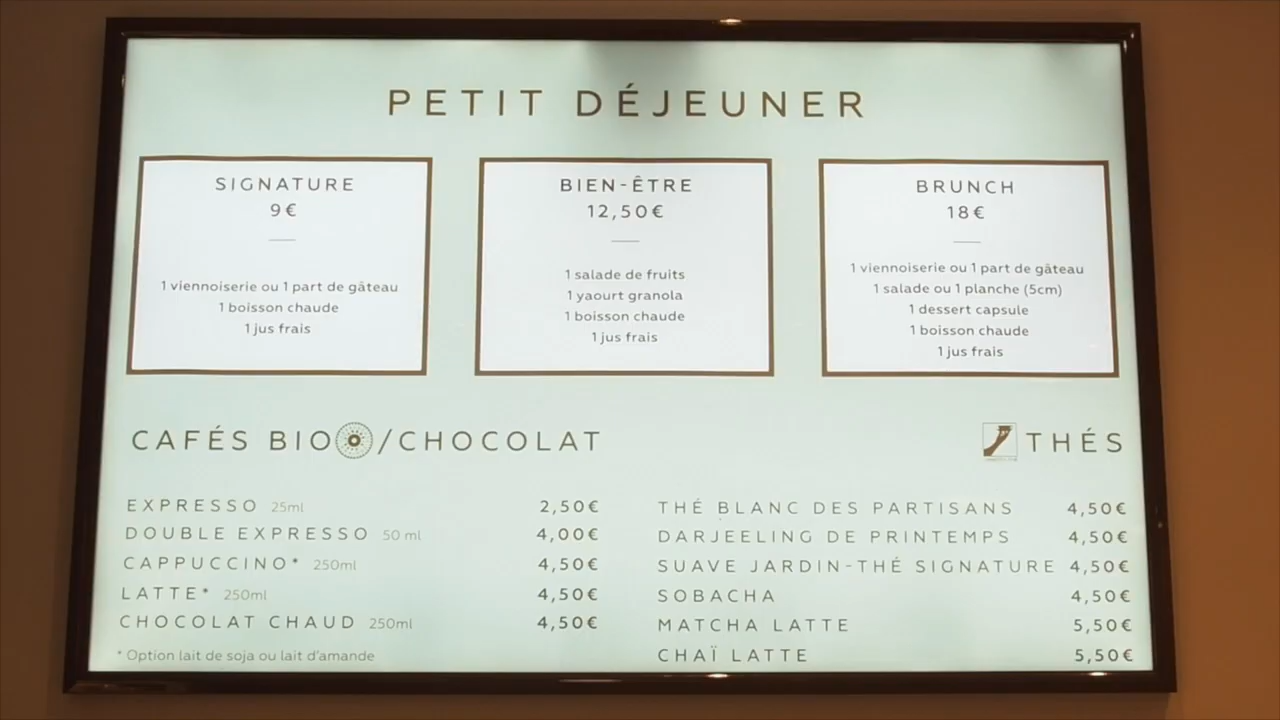 PETIT DÉJEUNER
SIGNATURE
9€
1 viennoiserie ou 1 part de gâteau
1 boisson chaude
1 jus frais
BIEN-ÊTRE
12,50€
1 salade de fruits
1 yaourt granola
1 boisson chaude
1 jus frais
BRUNCH
18€
1 viennoiserie ou 1 part de gâteau
1 salade ou 1 planche (5cm)
1 dessert capsule
1 boisson chaude
1 jus frais
CAFÉS BIO/CHOCOLAT
EXPRESSO 25ml 2,50€
DOUBLE EXPRESSO 50 ml 4,00€
CAPPUCCINO* 250ml 4,50€
LATTE* 250ml 4,50€
CHOCOLAT CHAUD 250ml 4,50€
* Option lait de soja ou lait d'amande
THÉS
THÉ BLANC DES PARTISANS 4,50€
DARJEELING DE PRINTEMPS 4,50€
SUAVE JARDIN-THÉ SIGNATURE 4,50€
SOBACHA 4,50€
MATCHA LATTE 5,50€
CHAÏ LATTE 5,50€